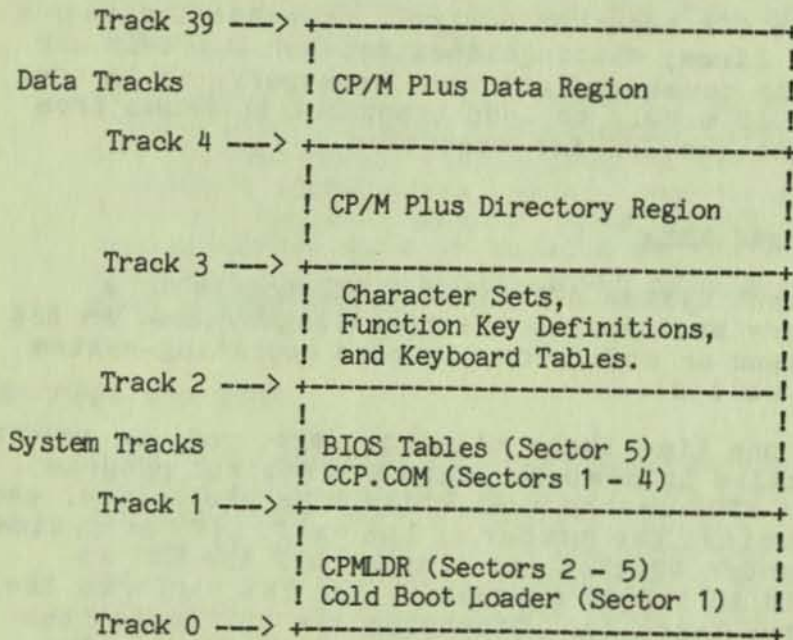 Track 39 ---> +------------------------------+
! !
Data Tracks ! CP/M Plus Data Region !
! !
Track 4 ---> +------------------------------+
! !
! CP/M Plus Directory Region !
! !
Track 3 ---> +------------------------------+
! Character Sets, !
! Function Key Definitions, !
! and Keyboard Tables. !
Track 2 ---> +------------------------------!
! !
System Tracks ! BIOS Tables (Sector 5) !
! CCP.COM (Sectors 1 - 4) !
Track 1 ---> +------------------------------+
! !
! CPMLDR (Sectors 2 - 5) !
! Cold Boot Loader (Sector 1) !
Track 0 ---> +------------------------------+